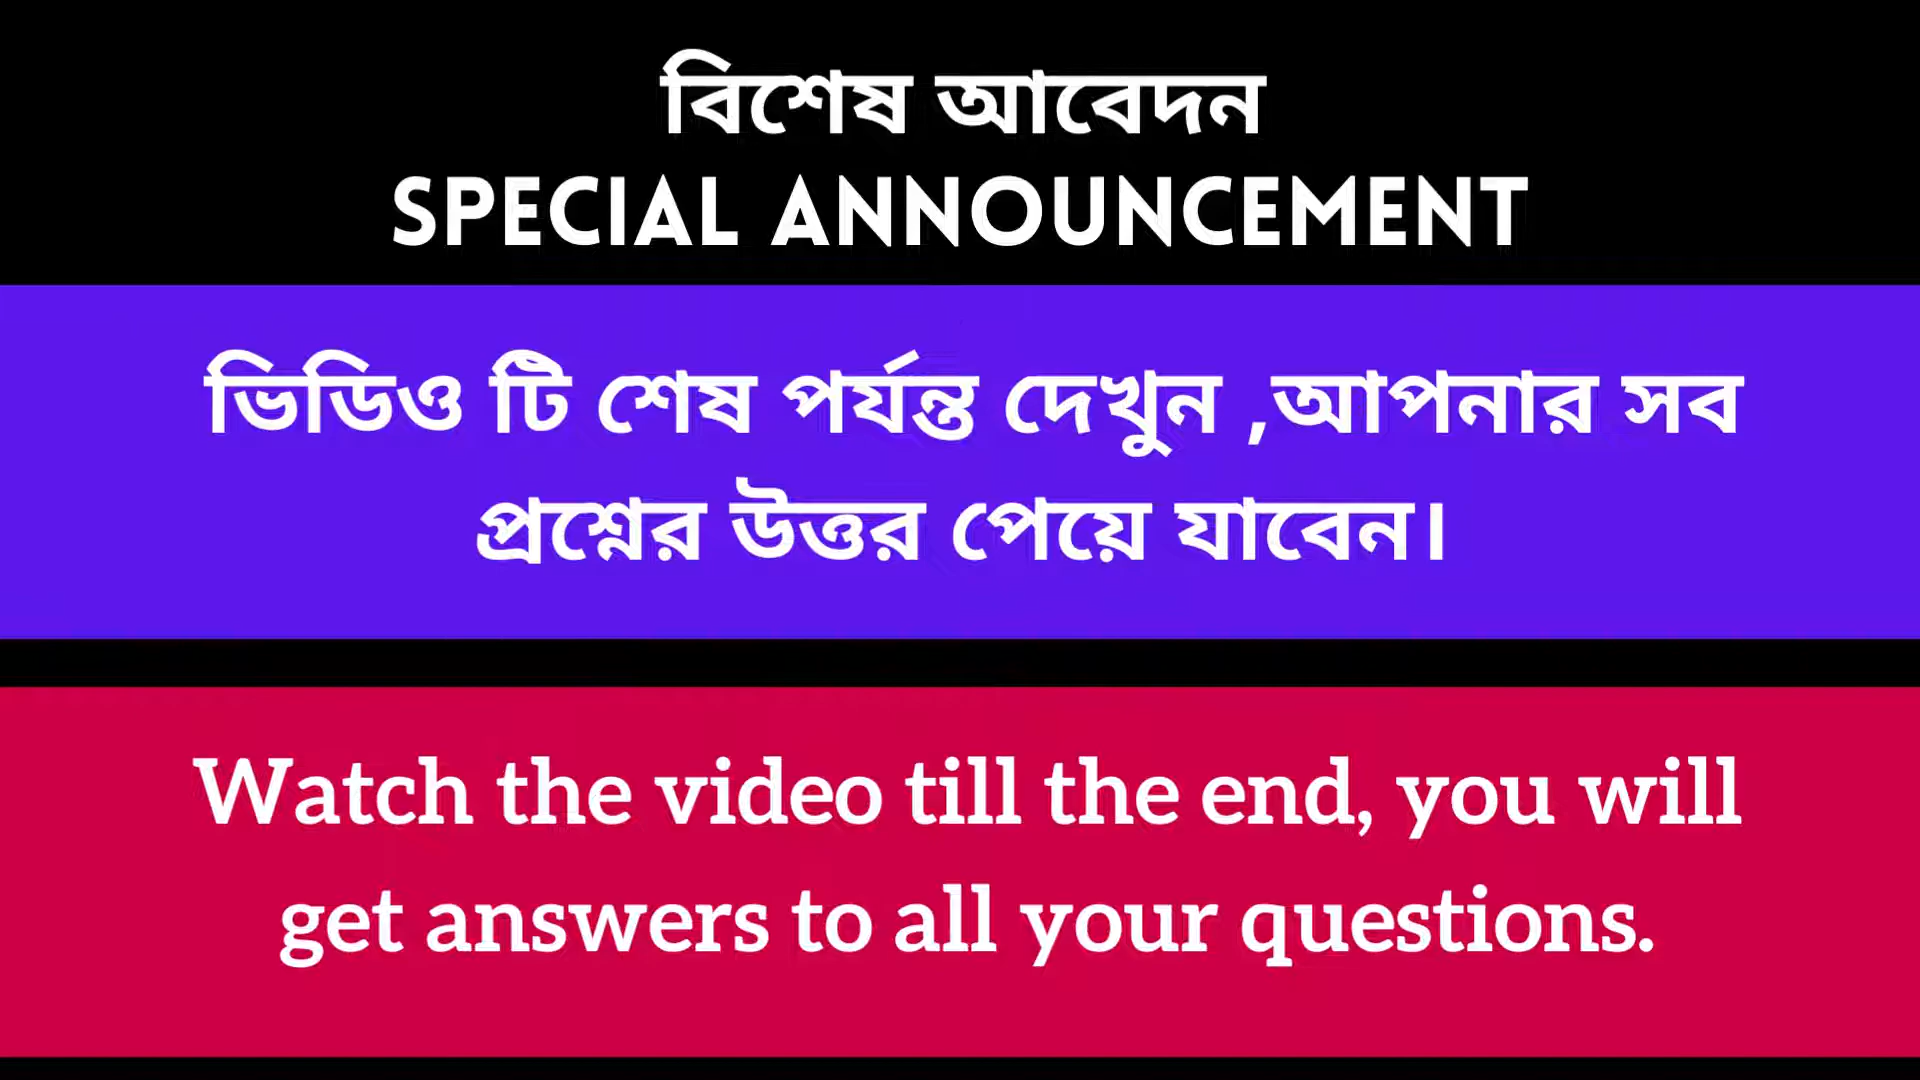 বিশেষ আবেদন
SPECIAL ANNOUNCEMENT
ভিডিও টি শেষ পর্যন্ত দেখুন ,আপনার সব
প্রশ্নের উত্তর পেয়ে যাবেন।
Watch the video till the end, you will
get answers to all your questions.